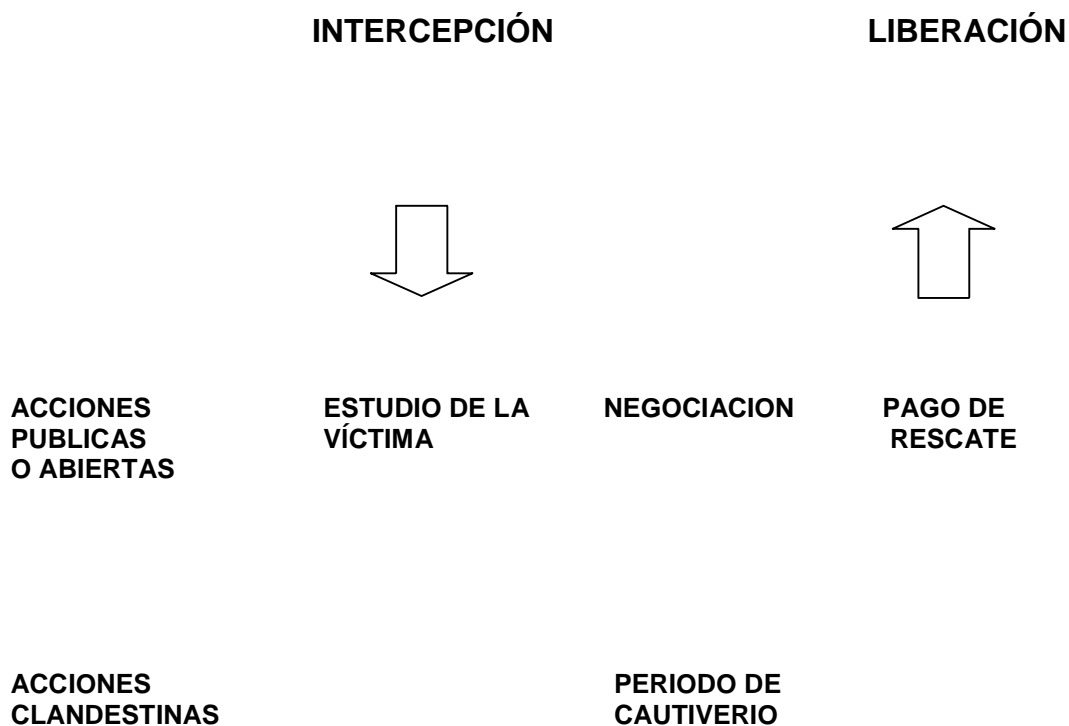 INTERCEPCIÓN
LIBERACIÓN
ACCIONES
PUBLICAS
O ABIERTAS
ESTUDIO DE LA
VÍCTIMA
NEGOCIACION
PAGO DE
RESCATE
ACCIONES
CLANDESTINAS
PERIODO DE
CAUTIVERIO